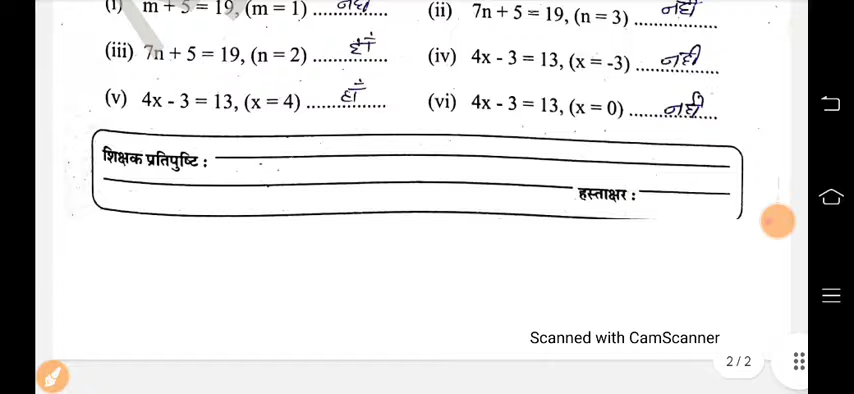 (i) m + 5 = 19, (m = 1) .............. नहीं (ii) 7n + 5 = 19, (n = 3) ................ नहीं
(iii) 7n + 5 = 19, (n = 2) .............. हाँ (iv) 4x - 3 = 13, (x = -3) ................ नही
(v) 4x - 3 = 13, (x = 4) ................ हाँ (vi) 4x - 3 = 13, (x = 0) ................. नही
शिक्षक प्रतिपुष्टि :
हस्ताक्षर :
Scanned with CamScanner
2 / 2